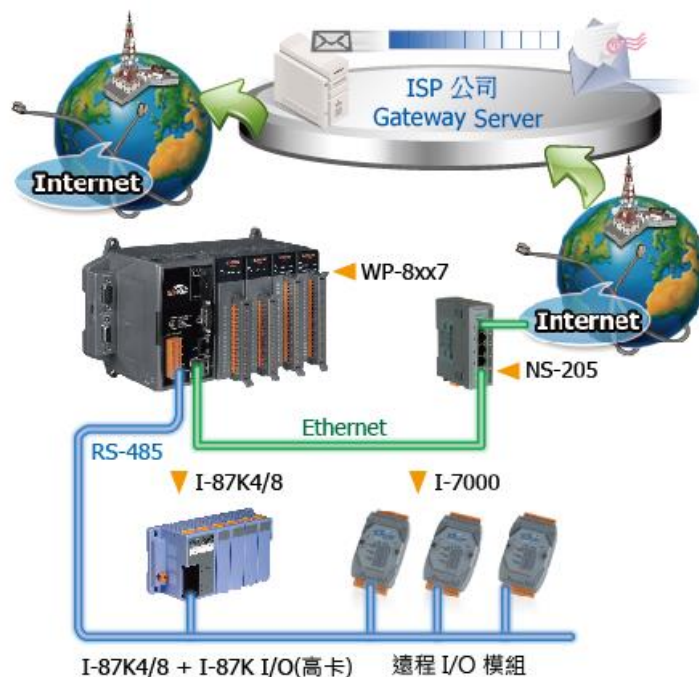 ISP 公司
Gateway Server
Internet
WP-8xx7
Internet
NS-205
Ethernet
RS-485
I-87K4/8
I-7000
I-87K4/8 + I-87K I/O(高卡)
遠程 I/O 模組